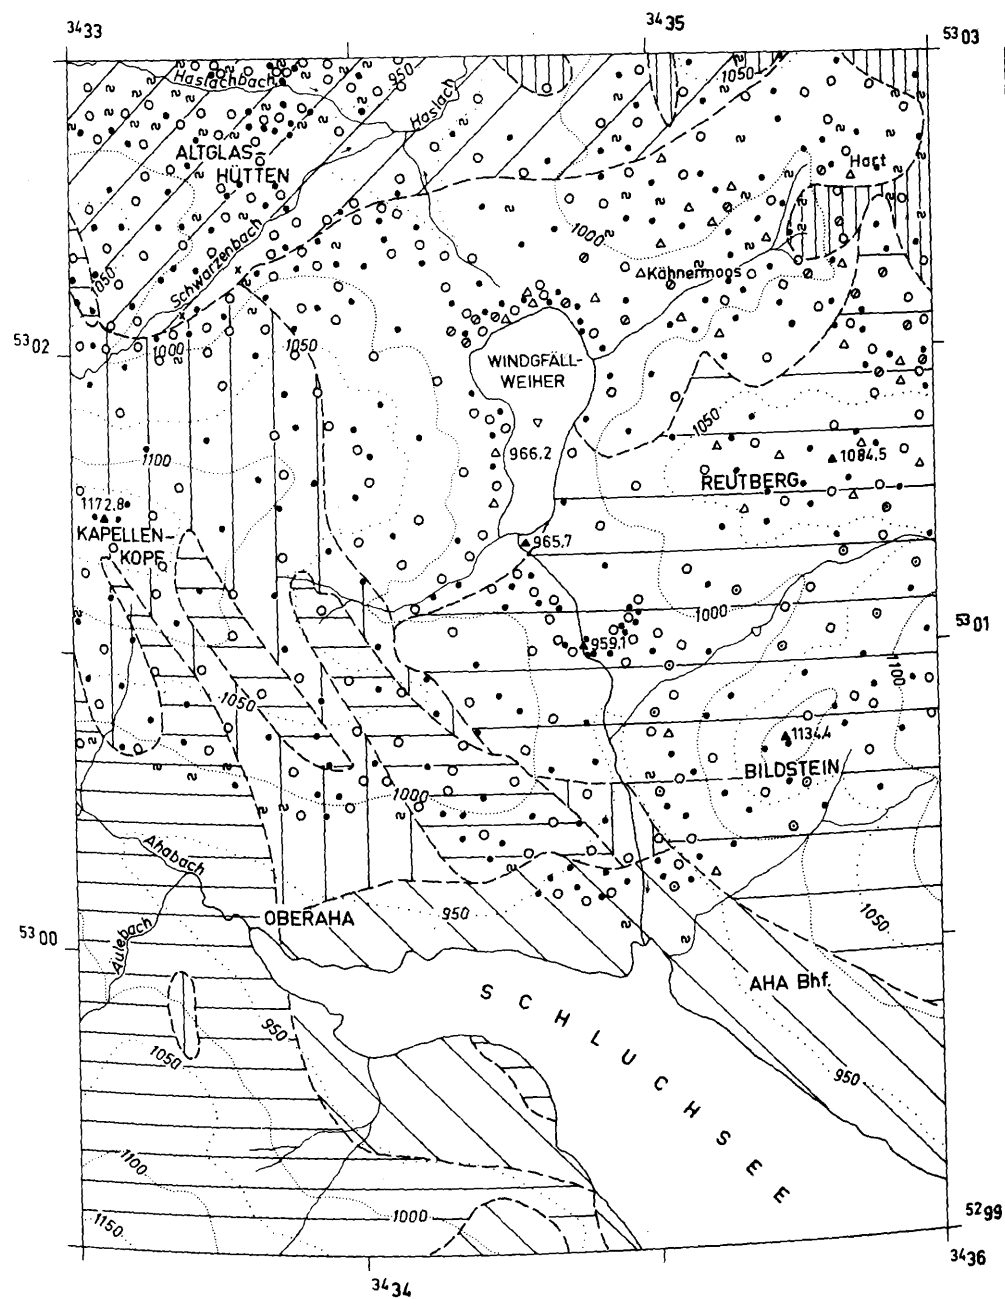 3433
3435
5303
Haslachbach
950
1050
Haslach
ALTGLAS-
HÜTTEN
Hart
1000
Schwarzenbach
1050
Kähnermoos
5302
1000
1050
WINDGFÄLL-
WEIHER
1050
1100
966.2
1084,5
REUTBERG
1172,8
KAPELLEN-
KOPF
965,7
1000
5301
959,1
1100
1050
1134,4
BILDSTEIN
1000
Ahabach
OBERAHA
950
1050
5300
Aulebach
AHA Bhf.
SCHLUCHSEE
950
1050
950
1100
1000
1150
5299
3434
3436